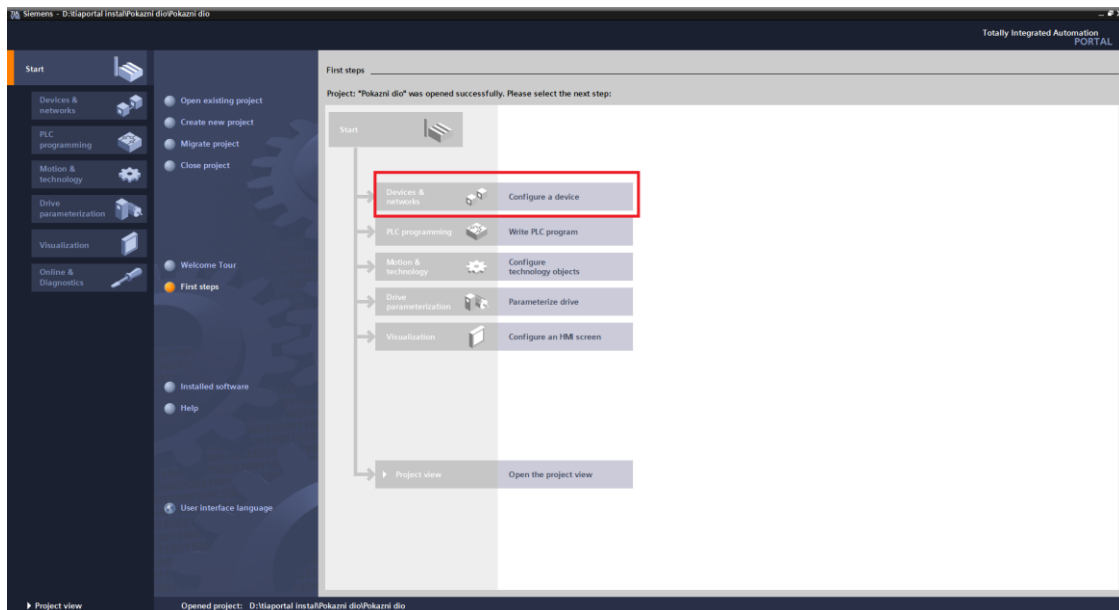 Siemens - D:\tiaportal instal\Pokazni dio\Pokazni dio
Totally Integrated Automation
PORTAL
Start
Devices &
networks
PLC
programming
Motion &
technology
Drive
parameterization
Visualization
Online &
Diagnostics
Open existing project
Create new project
Migrate project
Close project
Welcome Tour
First steps
Installed software
Help
User interface language
First steps
Project: "Pokazni dio" was opened successfully. Please select the next step:
Start
Devices &
networks
Configure a device
PLC programming
Write PLC program
Motion &
technology
Configure
technology objects
Drive
parameterization
Parameterize drive
Visualization
Configure an HMI screen
Project view
Open the project view
Project view
Opened project: D:\tiaportal instal\Pokazni dio\Pokazni dio